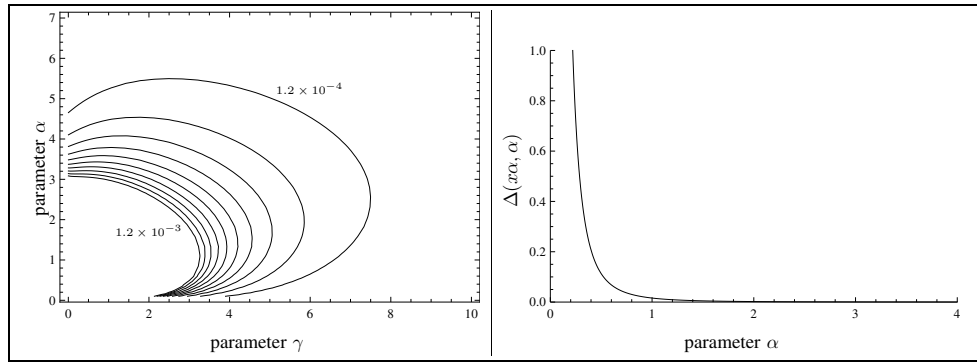 7
6
5
4
3
2
1
0
parameter α
1.2 × 10⁻⁴
1.2 × 10⁻³
0 2 4 6 8 10
parameter γ
1.0
0.8
0.6
0.4
0.2
0.0
Δ(xα, α)
0 1 2 3 4
parameter α